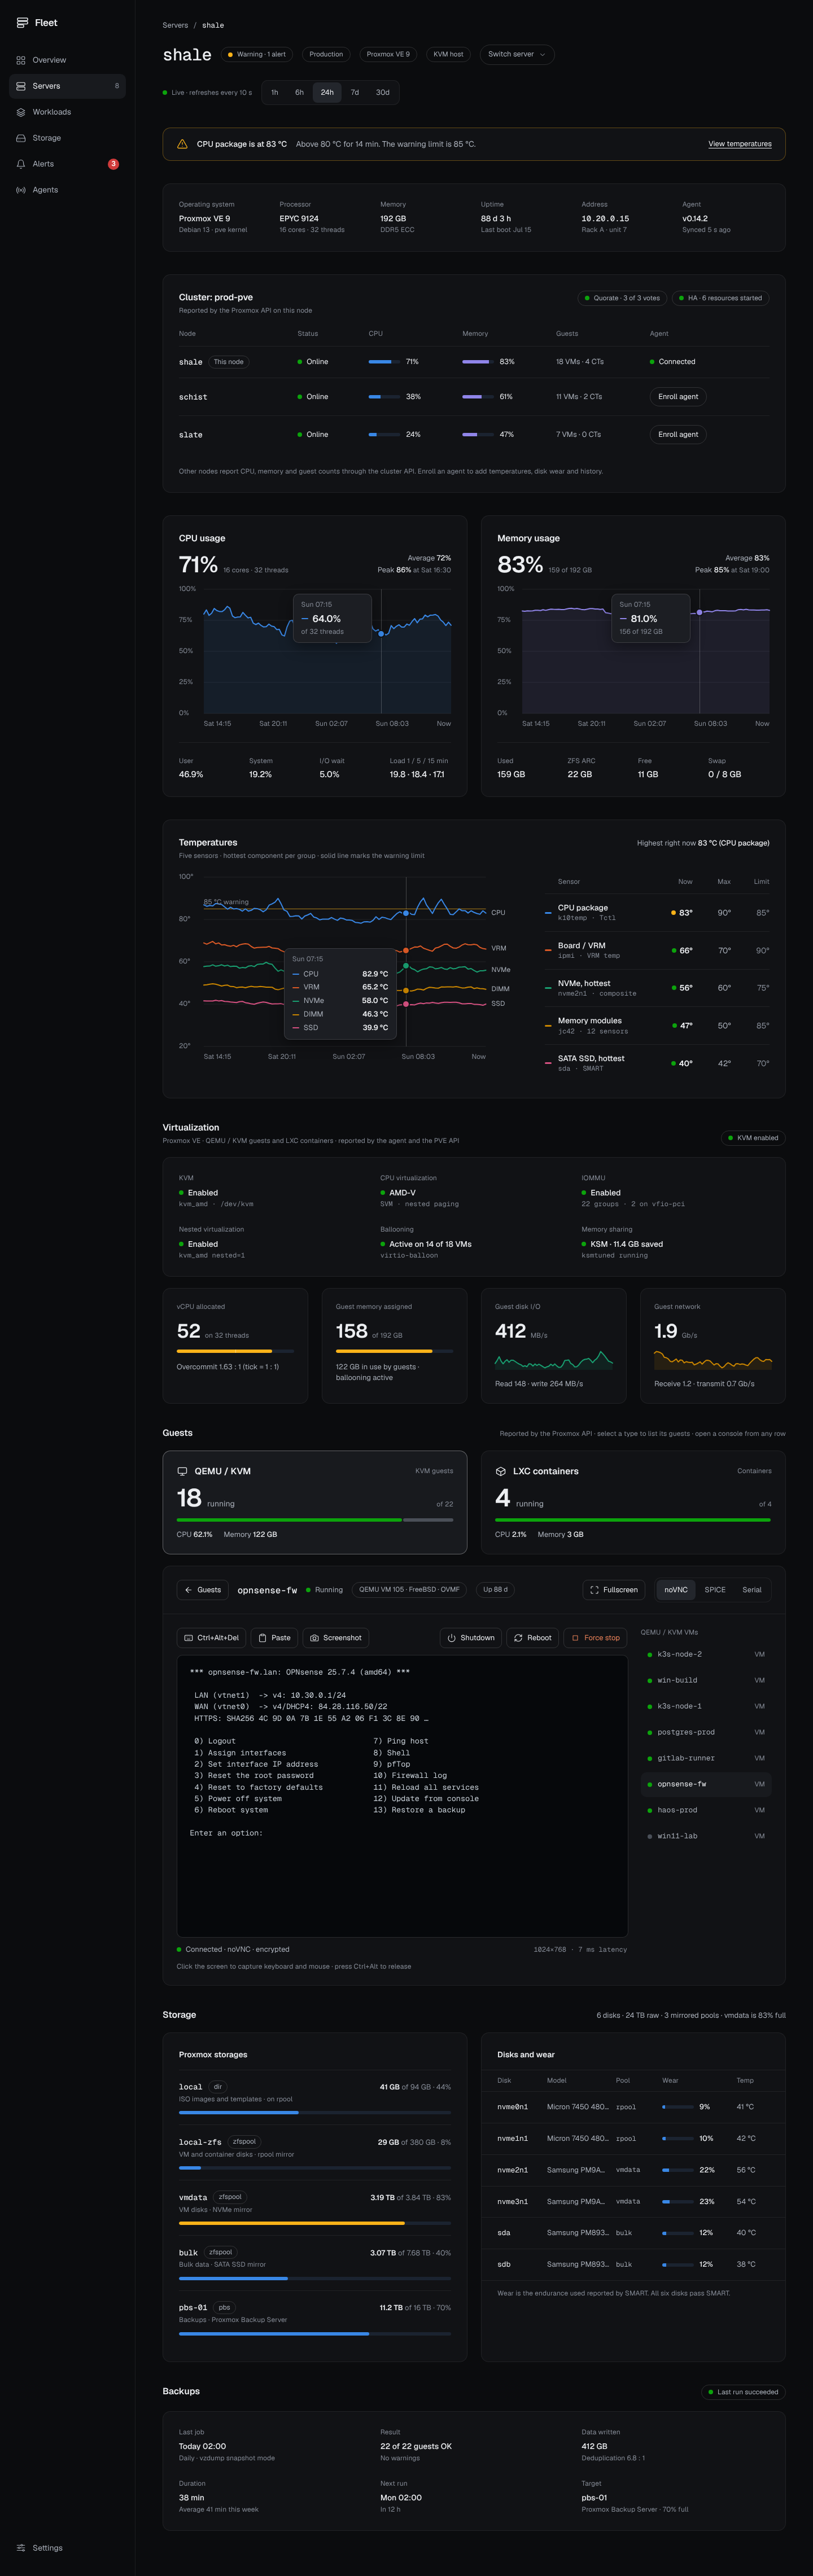 Fleet
Overview
Servers 8
Workloads
Storage
Alerts 3
Agents
Settings
Servers / shale
shale Warning · 1 alert Production Proxmox VE 9 KVM host Switch server
Live · refreshes every 10 s 1h 6h 24h 7d 30d
CPU package is at 83 °C Above 80 °C for 14 min. The warning limit is 85 °C. View temperatures
Operating system Processor Memory Uptime Address Agent
Proxmox VE 9 EPYC 9124 192 GB 88 d 3 h 10.20.0.15 v0.14.2
Debian 13 · pve kernel 16 cores · 32 threads DDR5 ECC Last boot Jul 15 Rack A · unit 7 Synced 5 s ago
Cluster: prod-pve Quorate · 3 of 3 votes HA · 6 resources started
Reported by the Proxmox API on this node
Node Status CPU Memory Guests Agent
shale This node Online 71% 83% 18 VMs · 4 CTs Connected
schist Online 38% 61% 11 VMs · 2 CTs Enroll agent
slate Online 24% 47% 7 VMs · 0 CTs Enroll agent
Other nodes report CPU, memory and guest counts through the cluster API. Enroll an agent to add temperatures, disk wear and history.
CPU usage
71% 16 cores · 32 threads
Average 72%
Peak 86% at Sat 16:30
100%
75%
50%
25%
0%
Sun 07:15
64.0%
of 32 threads
Sat 14:15 Sat 20:11 Sun 02:07 Sun 08:03 Now
User System I/O wait Load 1 / 5 / 15 min
46.9% 19.2% 5.0% 19.8 · 18.4 · 17.1
Memory usage
83% 159 of 192 GB
Average 83%
Peak 85% at Sat 19:00
100%
75%
50%
25%
0%
Sun 07:15
81.0%
156 of 192 GB
Sat 14:15 Sat 20:11 Sun 02:07 Sun 08:03 Now
Used ZFS ARC Free Swap
159 GB 22 GB 11 GB 0 / 8 GB
Temperatures
Five sensors · hottest component per group · solid line marks the warning limit
Highest right now 83 °C (CPU package)
100°
80°
60°
40°
20°
85 °C warning
CPU
VRM
NVMe
DIMM
SSD
Sun 07:15
CPU 82.9 °C
VRM 65.2 °C
NVMe 58.0 °C
DIMM 46.3 °C
SSD 39.9 °C
Sat 14:15 Sat 20:11 Sun 02:07 Sun 08:03 Now
Sensor Now Max Limit
CPU package 83° 90° 85°
k10temp · Tctl
Board / VRM 66° 70° 90°
ipmi · VRM temp
NVMe, hottest 56° 60° 75°
nvme2n1 · composite
Memory modules 47° 50° 85°
jc42 · 12 sensors
SATA SSD, hottest 40° 42° 70°
sda · SMART
Virtualization
Proxmox VE · QEMU / KVM guests and LXC containers · reported by the agent and the PVE API
KVM enabled
KVM CPU virtualization IOMMU
Enabled AMD-V Enabled
kvm_amd · /dev/kvm SVM · nested paging 22 groups · 2 on vfio-pci
Nested virtualization Ballooning Memory sharing
Enabled Active on 14 of 18 VMs KSM · 11.4 GB saved
kvm_amd nested=1 virtio-balloon ksmtuned running
vCPU allocated
52 on 32 threads
Overcommit 1.63 : 1 (tick = 1 : 1)
Guest memory assigned
158 of 192 GB
122 GB in use by guests ·
ballooning active
Guest disk I/O
412 MB/s
Read 148 · write 264 MB/s
Guest network
1.9 Gb/s
Receive 1.2 · transmit 0.7 Gb/s
Guests
Reported by the Proxmox API · select a type to list its guests · open a console from any row
QEMU / KVM KVM guests
18 running of 22
CPU 62.1% Memory 122 GB
LXC containers Containers
4 running of 4
CPU 2.1% Memory 3 GB
Guests opnsense-fw Running QEMU VM 105 · FreeBSD · OVMF Up 88 d Fullscreen noVNC SPICE Serial
Ctrl+Alt+Del Paste Screenshot Shutdown Reboot Force stop
*** opnsense-fw.lan: OPNsense 25.7.4 (amd64) ***
LAN (vtnet1) -> v4: 10.30.0.1/24
WAN (vtnet0) -> v4/DHCP4: 84.28.116.50/22
HTTPS: SHA256 4C 9D 0A 7B 1E 55 A2 06 F1 3C 8E 90 …
0) Logout 7) Ping host
1) Assign interfaces 8) Shell
2) Set interface IP address 9) pfTop
3) Reset the root password 10) Firewall log
4) Reset to factory defaults 11) Reload all services
5) Power off system 12) Update from console
6) Reboot system 13) Restore a backup
Enter an option:
Connected · noVNC · encrypted 1024×768 · 7 ms latency
Click the screen to capture keyboard and mouse · press Ctrl+Alt to release
QEMU / KVM VMs
k3s-node-2 VM
win-build VM
k3s-node-1 VM
postgres-prod VM
gitlab-runner VM
opnsense-fw VM
haos-prod VM
win11-lab VM
Storage
6 disks · 24 TB raw · 3 mirrored pools · vmdata is 83% full
Proxmox storages
local dir 41 GB of 94 GB · 44%
ISO images and templates · on rpool
local-zfs zfspool 29 GB of 380 GB · 8%
VM and container disks · rpool mirror
vmdata zfspool 3.19 TB of 3.84 TB · 83%
VM disks · NVMe mirror
bulk zfspool 3.07 TB of 7.68 TB · 40%
Bulk data · SATA SSD mirror
pbs-01 pbs 11.2 TB of 16 TB · 70%
Backups · Proxmox Backup Server
Disks and wear
Disk Model Pool Wear Temp
nvme0n1 Micron 7450 480… rpool 9% 41 °C
nvme1n1 Micron 7450 480… rpool 10% 42 °C
nvme2n1 Samsung PM9A… vmdata 22% 56 °C
nvme3n1 Samsung PM9A… vmdata 23% 54 °C
sda Samsung PM893… bulk 12% 40 °C
sdb Samsung PM893… bulk 12% 38 °C
Wear is the endurance used reported by SMART. All six disks pass SMART.
Backups
Last run succeeded
Last job Result Data written
Today 02:00 22 of 22 guests OK 412 GB
Daily · vzdump snapshot mode No warnings Deduplication 6.8 : 1
Duration Next run Target
38 min Mon 02:00 pbs-01
Average 41 min this week In 12 h Proxmox Backup Server · 70% full